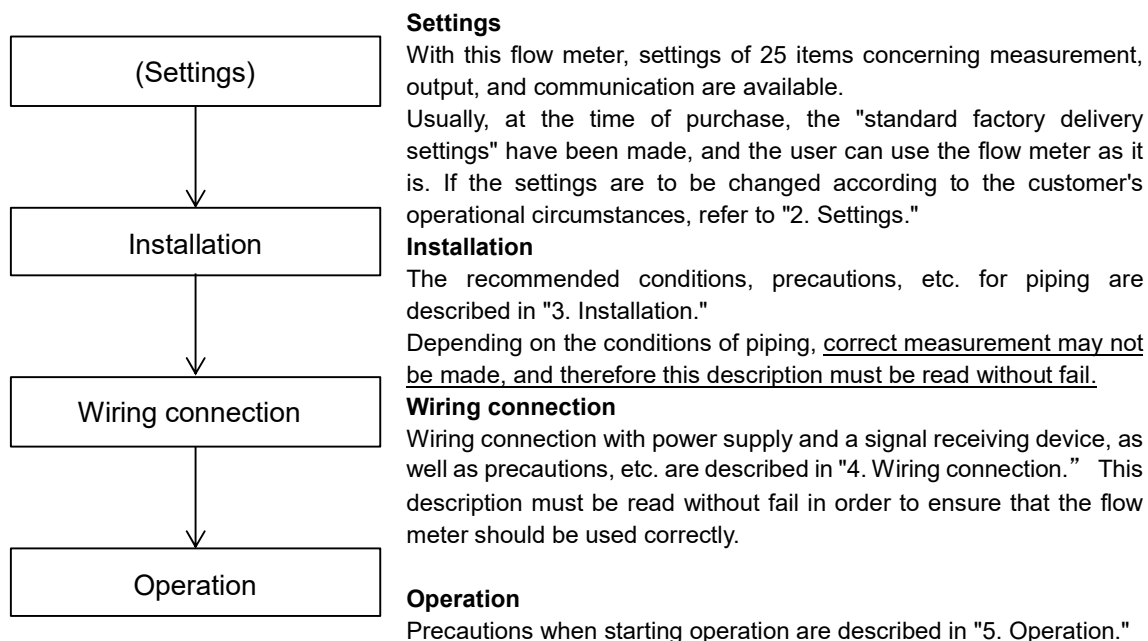 (Settings)
Installation
Wiring connection
Operation
Settings
With this flow meter, settings of 25 items concerning measurement,
output, and communication are available.
Usually, at the time of purchase, the "standard factory delivery
settings" have been made, and the user can use the flow meter as it
is. If the settings are to be changed according to the customer's
operational circumstances, refer to "2. Settings."
Installation
The recommended conditions, precautions, etc. for piping are
described in "3. Installation."
Depending on the conditions of piping, correct measurement may not
be made, and therefore this description must be read without fail.
Wiring connection
Wiring connection with power supply and a signal receiving device, as
well as precautions, etc. are described in "4. Wiring connection.” This
description must be read without fail in order to ensure that the flow
meter should be used correctly.
Operation
Precautions when starting operation are described in "5. Operation."